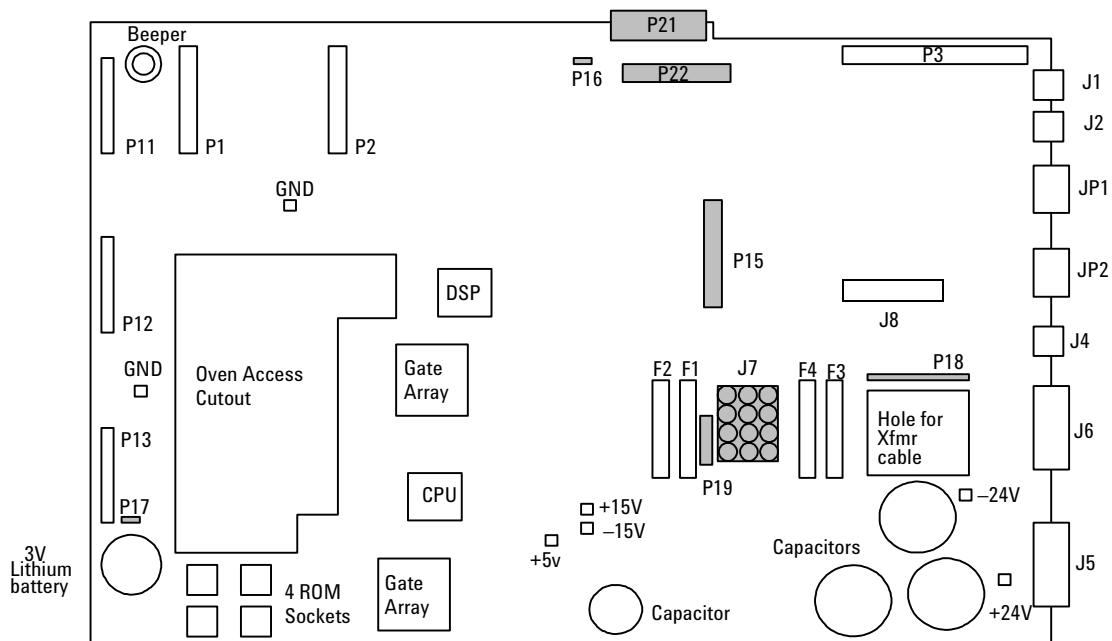 P21
Beeper
P3
P16
P22
J1
J2
P11
P1
P2
GND
JP1
P15
DSP
JP2
J8
P12
J4
GND
Oven Access
Cutout
Gate
Array
F2
F1
J7
F4
F3
P18
Hole for
Xfmr
cable
J6
P13
P19
CPU
P17
+15V
−15V
−24V
+5v
3V
Lithium
battery
Capacitors
J5
4 ROM
Sockets
Gate
Array
Capacitor
+24V